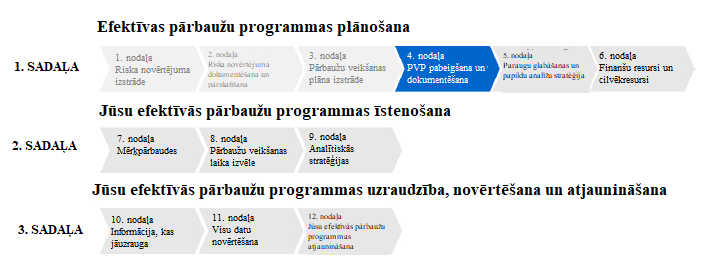 Efektīvas pārbaužu programmas plānošana
1. SADAĻA
1. nodaļa
Riska novērtējuma
izstrāde
2. nodaļa
Riska novērtējuma
dokumentēšana un
pārskatīšana
3. nodaļa
Pārbaužu veikšanas
plāna izstrāde
4. nodaļa
PVP pabeigšana un
dokumentēšana
5. nodaļa
Paraugu glabāšanas un
papildu analīžu stratēģija
6. nodaļa
Finanšu resursi un
cilvēkresursi
Jūsu efektīvās pārbaužu programmas īstenošana
2. SADAĻA
7. nodaļa
Mērķpārbaudes
8. nodaļa
Pārbaužu veikšanas
laika izvēle
9. nodaļa
Analītiskās
stratēģijas
Jūsu efektīvās pārbaužu programmas uzraudzība, novērtēšana un atjaunināšana
3. SADAĻA
10. nodaļa
Informācija, kas
jāuzrauga
11. nodaļa
Visu datu
novērtēšana
12. nodaļa
Jūsu efektīvās pārbaužu
programmas
atjaunināšana